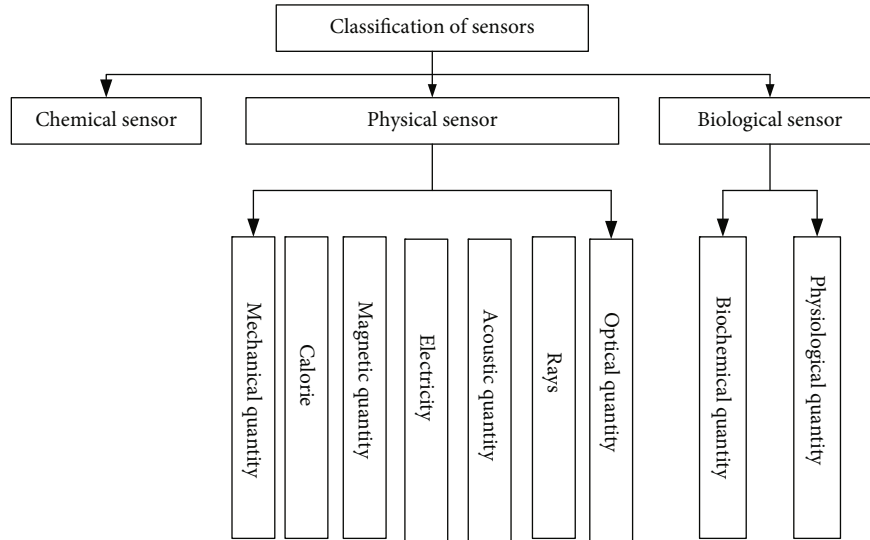 Classification of sensors
Chemical sensor
Physical sensor
Biological sensor
Mechanical quantity
Calorie
Magnetic quantity
Electricity
Acoustic quantity
Rays
Optical quantity
Biochemical quantity
Physiological quantity